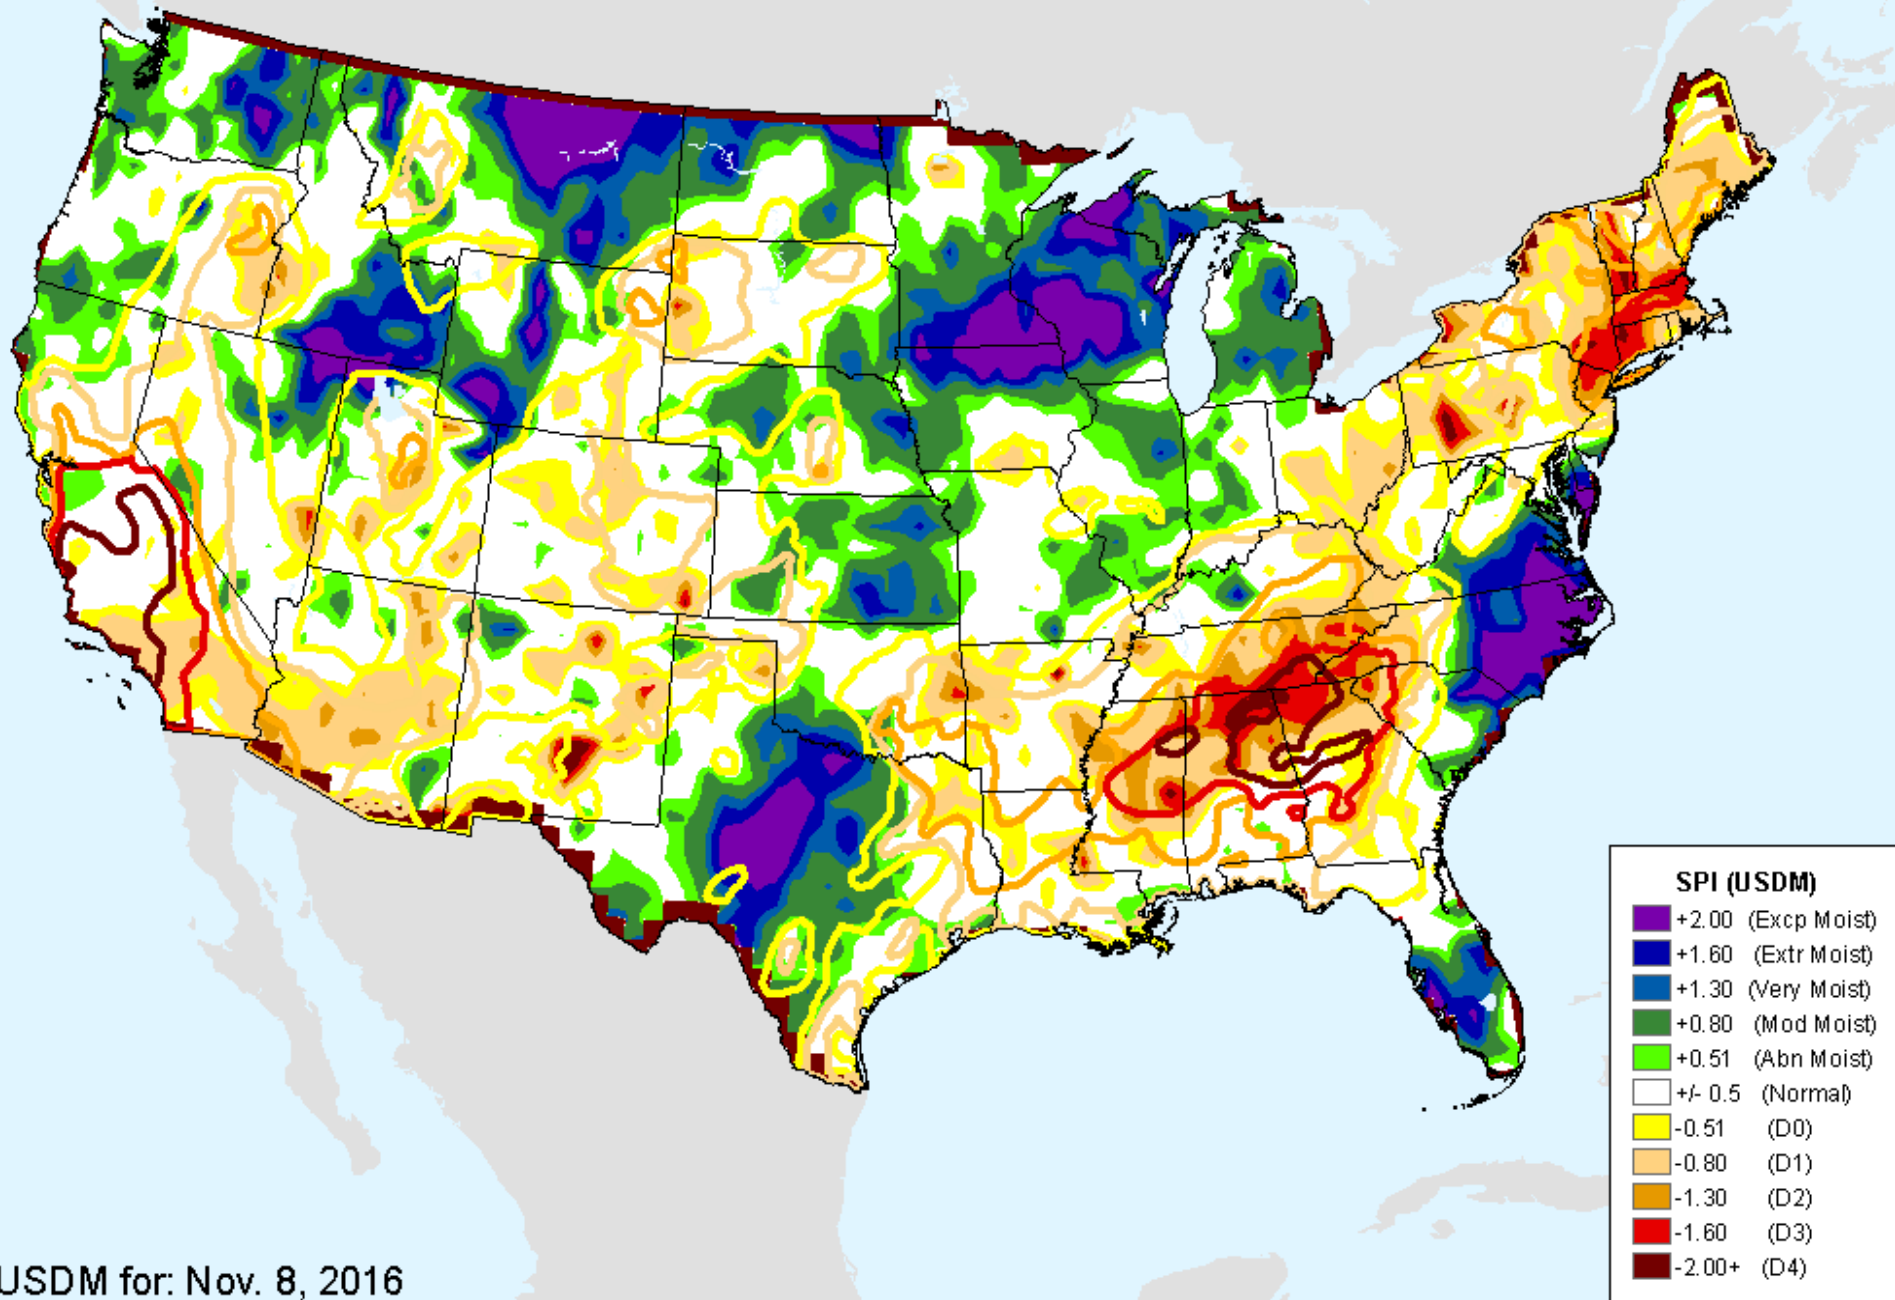 SPI (USDM)
+2.00 (Excp Moist)
+1.60 (Extr Moist)
+1.30 (Very Moist)
+0.80 (Mod Moist)
+0.51 (Abn Moist)
+/- 0.5 (Normal)
-0.51 (D0)
-0.80 (D1)
-1.30 (D2)
-1.60 (D3)
-2.00+ (D4)
USDM for: Nov. 8, 2016